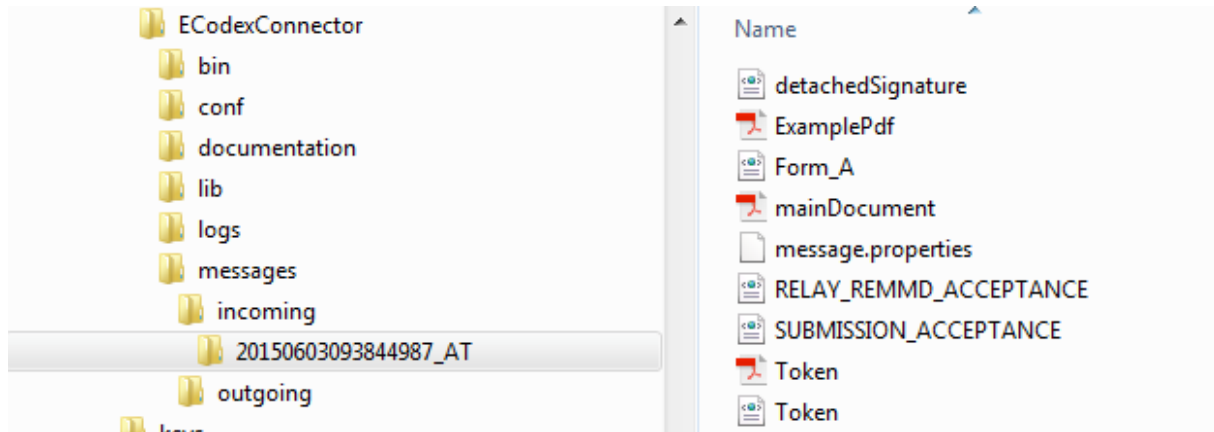 ECodexConnector
bin
conf
documentation
lib
logs
messages
incoming
20150603093844987_AT
outgoing
keys
Name
detachedSignature
ExamplePdf
Form_A
mainDocument
message.properties
RELAY_REMMD_ACCEPTANCE
SUBMISSION_ACCEPTANCE
Token
Token